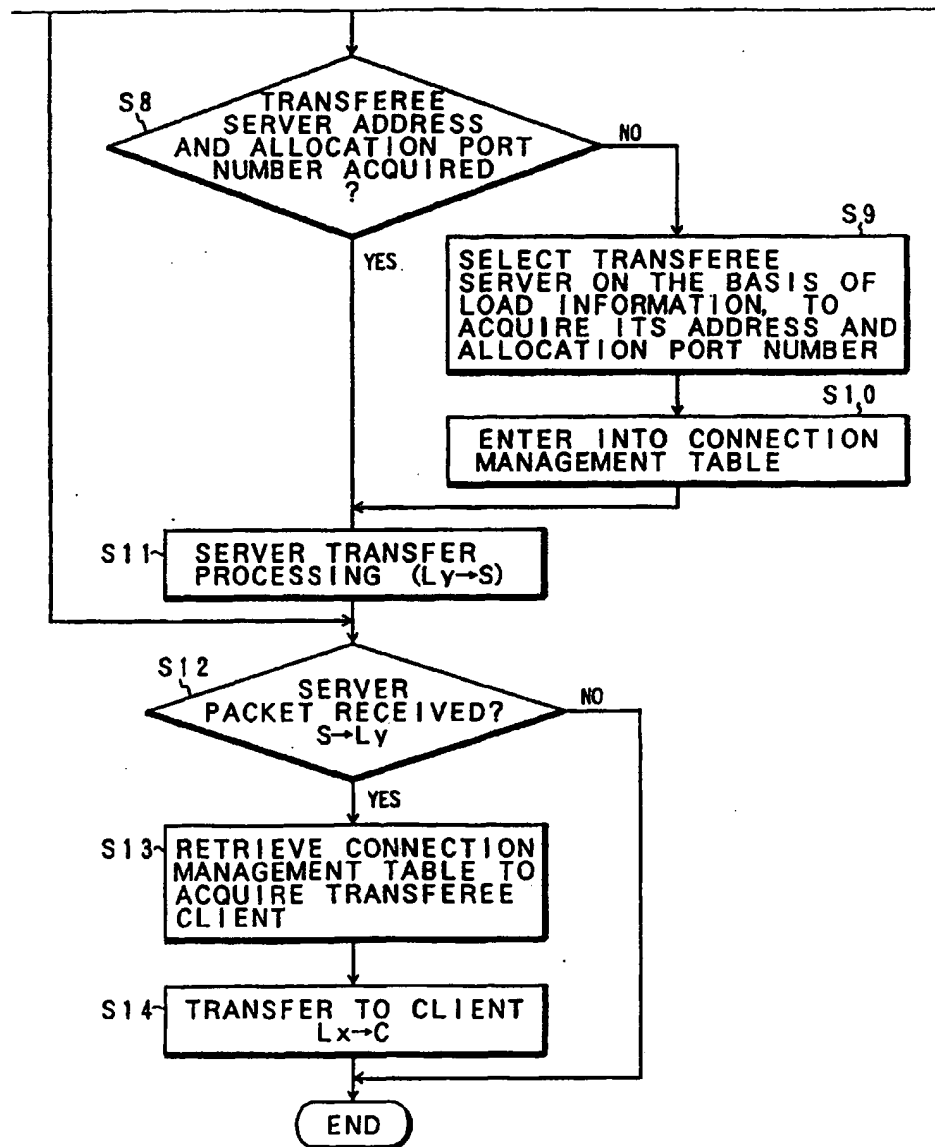 S8
TRANSFEREE
SERVER ADDRESS
AND ALLOCATION PORT
NUMBER ACQUIRED
?
NO
YES
S9
SELECT TRANSFEREE
SERVER ON THE BASIS OF
LOAD INFORMATION, TO
ACQUIRE ITS ADDRESS AND
ALLOCATION PORT NUMBER
S10
ENTER INTO CONNECTION
MANAGEMENT TABLE
S11
SERVER TRANSFER
PROCESSING (Ly→S)
S12
SERVER
PACKET RECEIVED?
S→Ly
NO
YES
S13
RETRIEVE CONNECTION
MANAGEMENT TABLE TO
ACQUIRE TRANSFEREE
CLIENT
S14
TRANSFER TO CLIENT
Lx→C
END